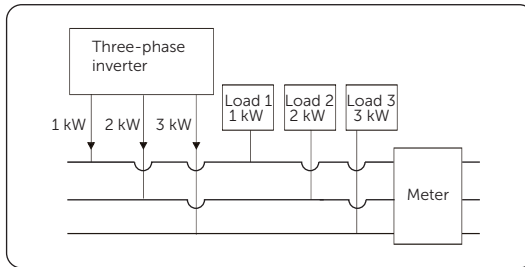 Three-phase
inverter
Load 1
1 kW
Load 2
2 kW
Load 3
3 kW
1 kW
2 kW
3 kW
Meter